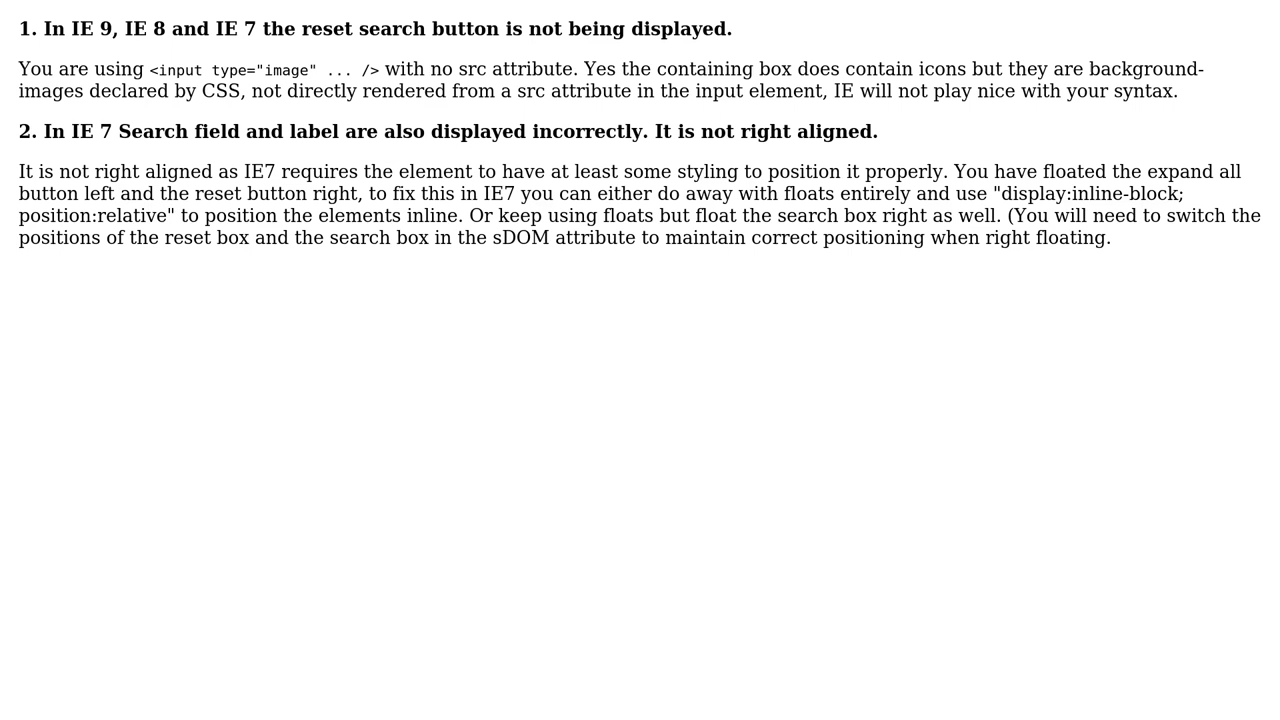 1. In IE 9, IE 8 and IE 7 the reset search button is not being displayed.
You are using <input type="image" ... /> with no src attribute. Yes the containing box does contain icons but they are background-
images declared by CSS, not directly rendered from a src attribute in the input element, IE will not play nice with your syntax.
2. In IE 7 Search field and label are also displayed incorrectly. It is not right aligned.
It is not right aligned as IE7 requires the element to have at least some styling to position it properly. You have floated the expand all
button left and the reset button right, to fix this in IE7 you can either do away with floats entirely and use "display:inline-block;
position:relative" to position the elements inline. Or keep using floats but float the search box right as well. (You will need to switch the
positions of the reset box and the search box in the sDOM attribute to maintain correct positioning when right floating.